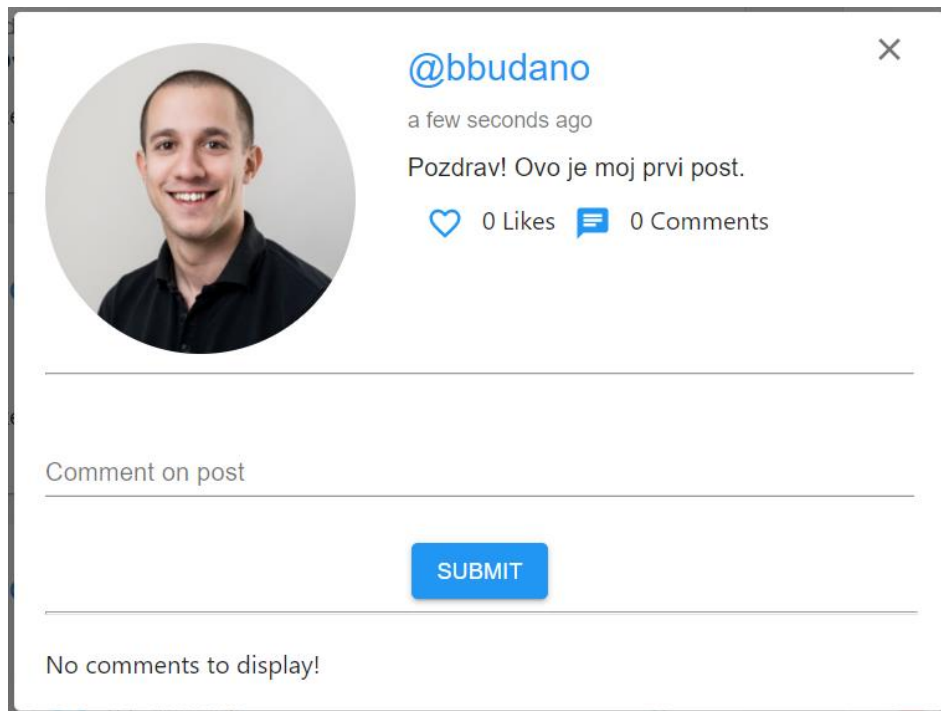 @bbudano
a few seconds ago
Pozdrav! Ovo je moj prvi post.
0 Likes 0 Comments
Comment on post
SUBMIT
No comments to display!